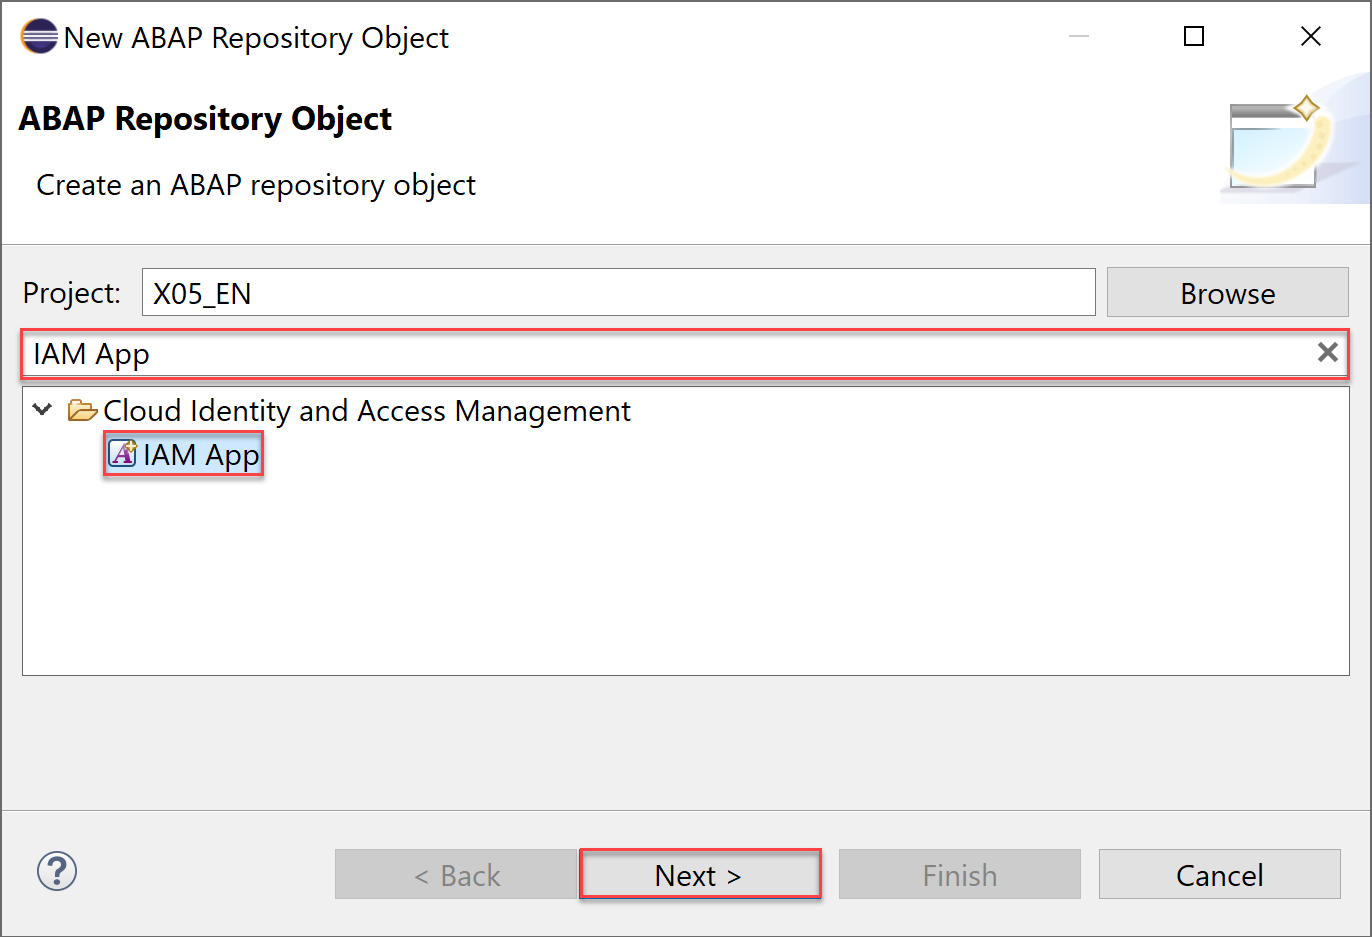 New ABAP Repository Object
ABAP Repository Object
Create an ABAP repository object
Project: X05_EN Browse
IAM App
Cloud Identity and Access Management
IAM App
< Back Next > Finish Cancel